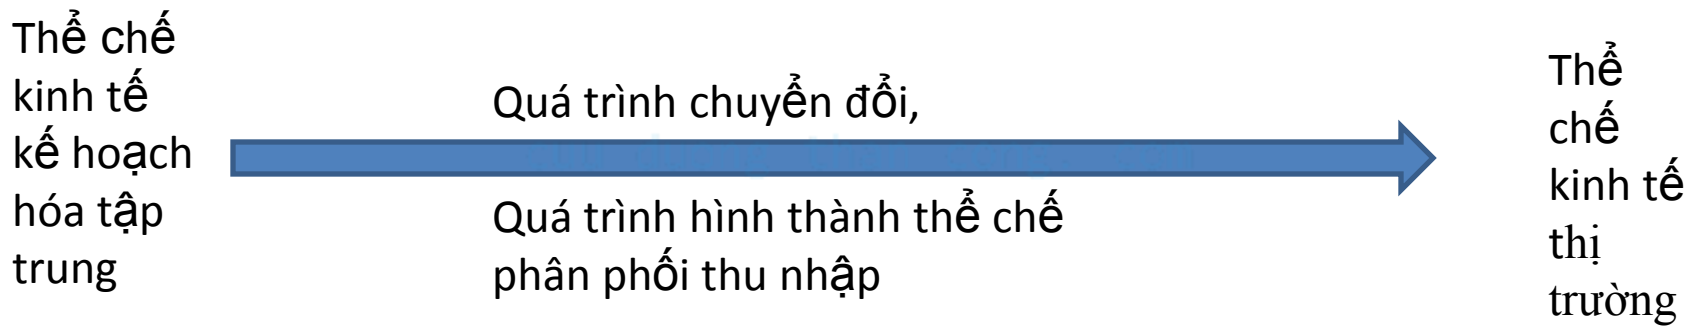 Thể chế
kinh tế
kế hoạch
hóa tập
trung
Quá trình chuyển đổi,
Quá trình hình thành thể chế
phân phối thu nhập
Thể
chế
kinh tế
thị
trường